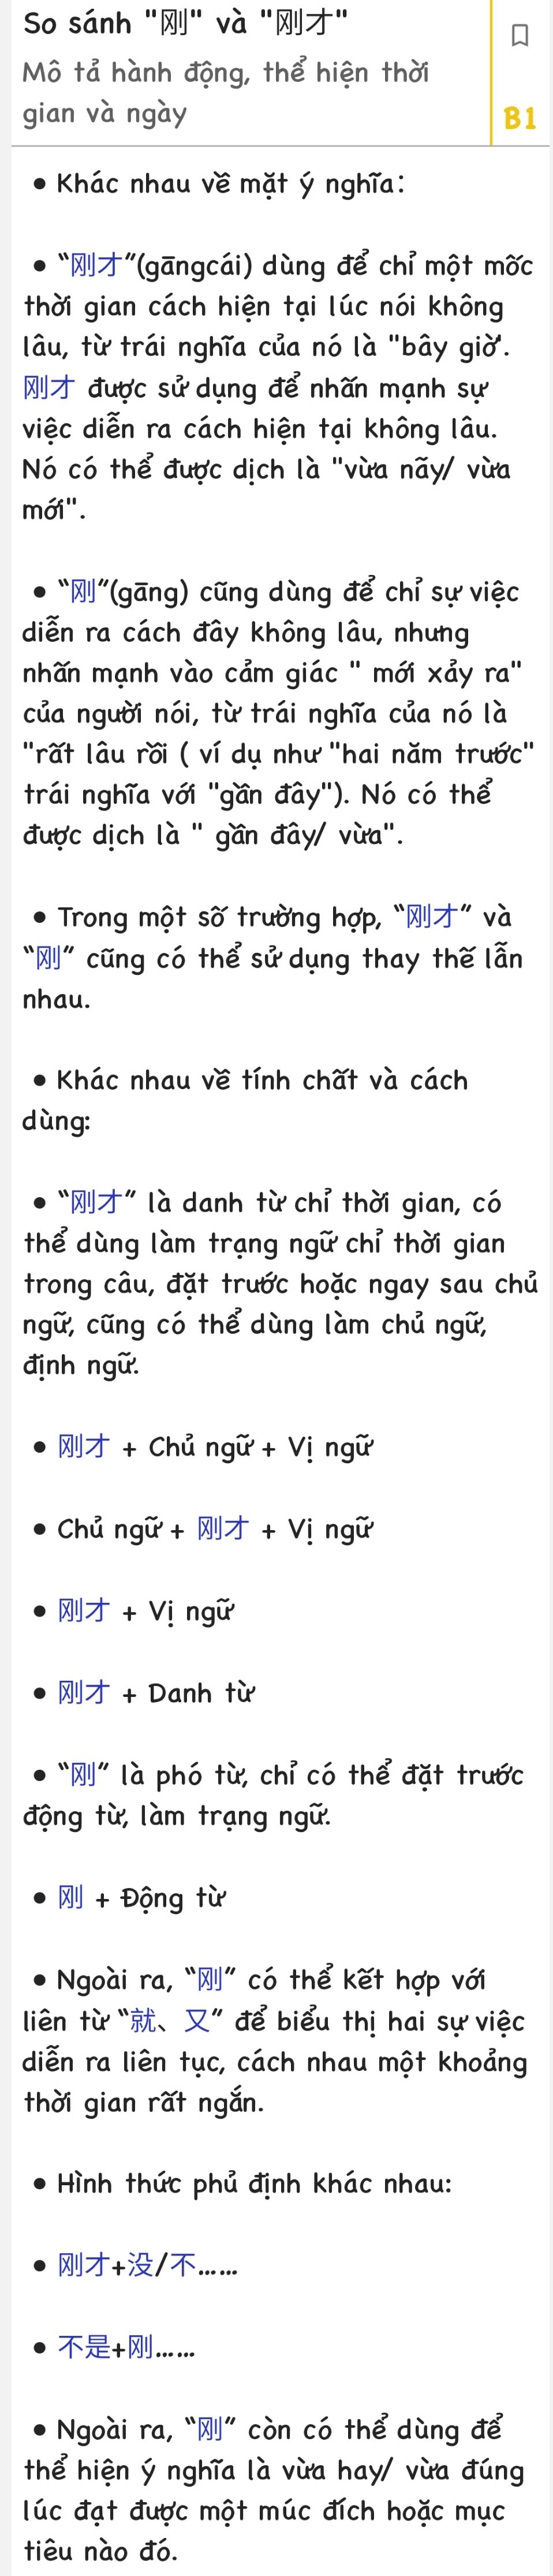 So sánh "刚" và "刚才"
Mô tả hành động, thể hiện thời
gian và ngày
B1
• Khác nhau về mặt ý nghĩa:
• “刚才”(gāngcái) dùng để chỉ một mốc
thời gian cách hiện tại lúc nói không
lâu, từ trái nghĩa của nó là "bây giờ".
刚才 được sử dụng để nhấn mạnh sự
việc diễn ra cách hiện tại không lâu.
Nó có thể được dịch là "vừa nãy/ vừa
mới".
• “刚”(gāng) cũng dùng để chỉ sự việc
diễn ra cách đây không lâu, nhưng
nhấn mạnh vào cảm giác " mới xảy ra"
của người nói, từ trái nghĩa của nó là
"rất lâu rồi ( ví dụ như "hai năm trước"
trái nghĩa với "gần đây"). Nó có thể
được dịch là " gần đây/ vừa".
• Trong một số trường hợp, “刚才” và
“刚” cũng có thể sử dụng thay thế lẫn
nhau.
• Khác nhau về tính chất và cách
dùng:
• “刚才” là danh từ chỉ thời gian, có
thể dùng làm trạng ngữ chỉ thời gian
trong câu, đặt trước hoặc ngay sau chủ
ngữ, cũng có thể dùng làm chủ ngữ,
định ngữ.
• 刚才 + Chủ ngữ + Vị ngữ
• Chủ ngữ + 刚才 + Vị ngữ
• 刚才 + Vị ngữ
• 刚才 + Danh từ
• “刚” là phó từ, chỉ có thể đặt trước
động từ, làm trạng ngữ.
• 刚 + Động từ
• Ngoài ra, “刚” có thể kết hợp với
liên từ “就、又” để biểu thị hai sự việc
diễn ra liên tục, cách nhau một khoảng
thời gian rất ngắn.
• Hình thức phủ định khác nhau:
• 刚才+没/不……
• 不是+刚……
• Ngoài ra, “刚” còn có thể dùng để
thể hiện ý nghĩa là vừa hay/ vừa đúng
lúc đạt được một múc đích hoặc mục
tiêu nào đó.